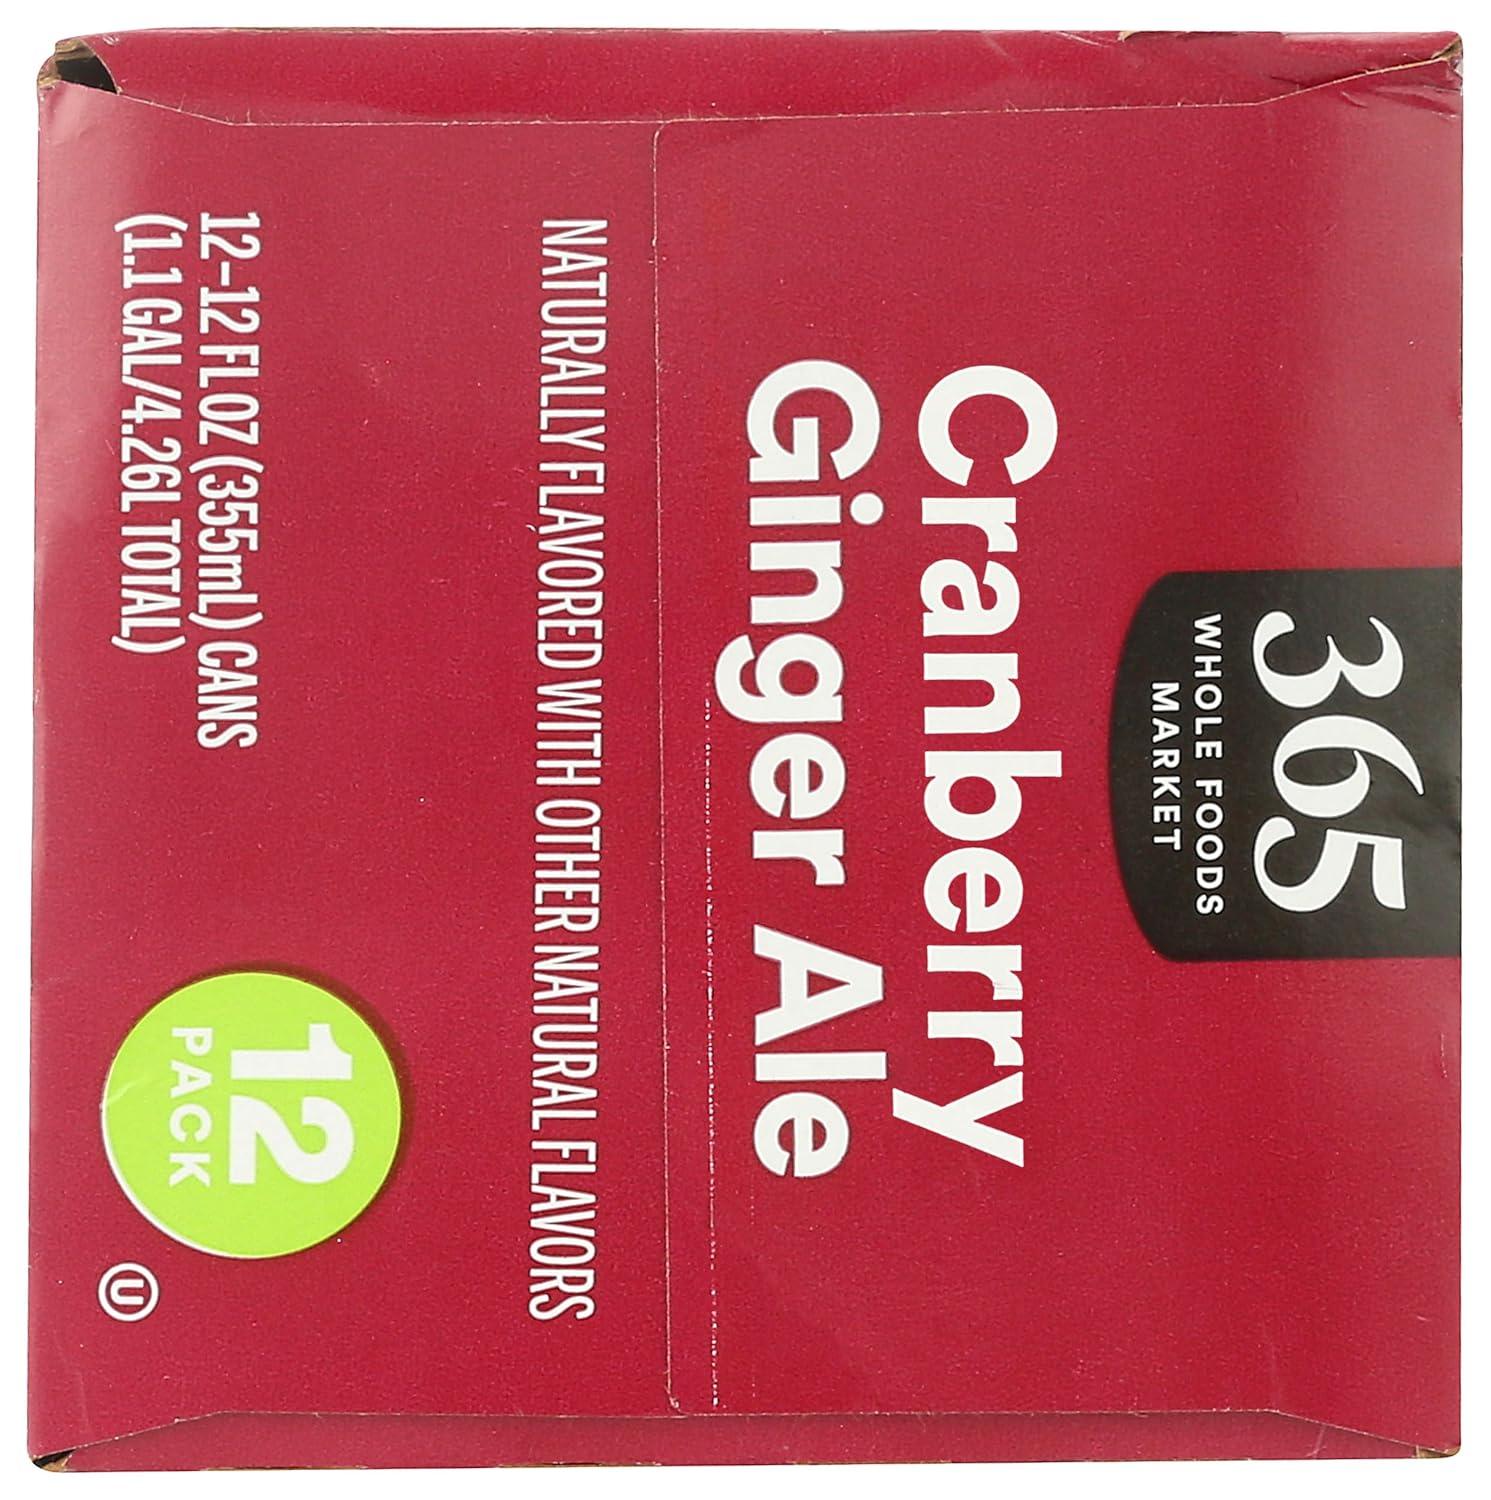 365
WHOLE FOODS
MARKET
Cranberry
Ginger Ale
NATURALLY FLAVORED WITH OTHER NATURAL FLAVORS
12-12 FL OZ (355mL) CANS
(1.1 GAL/4.26L TOTAL)
12
PACK
U